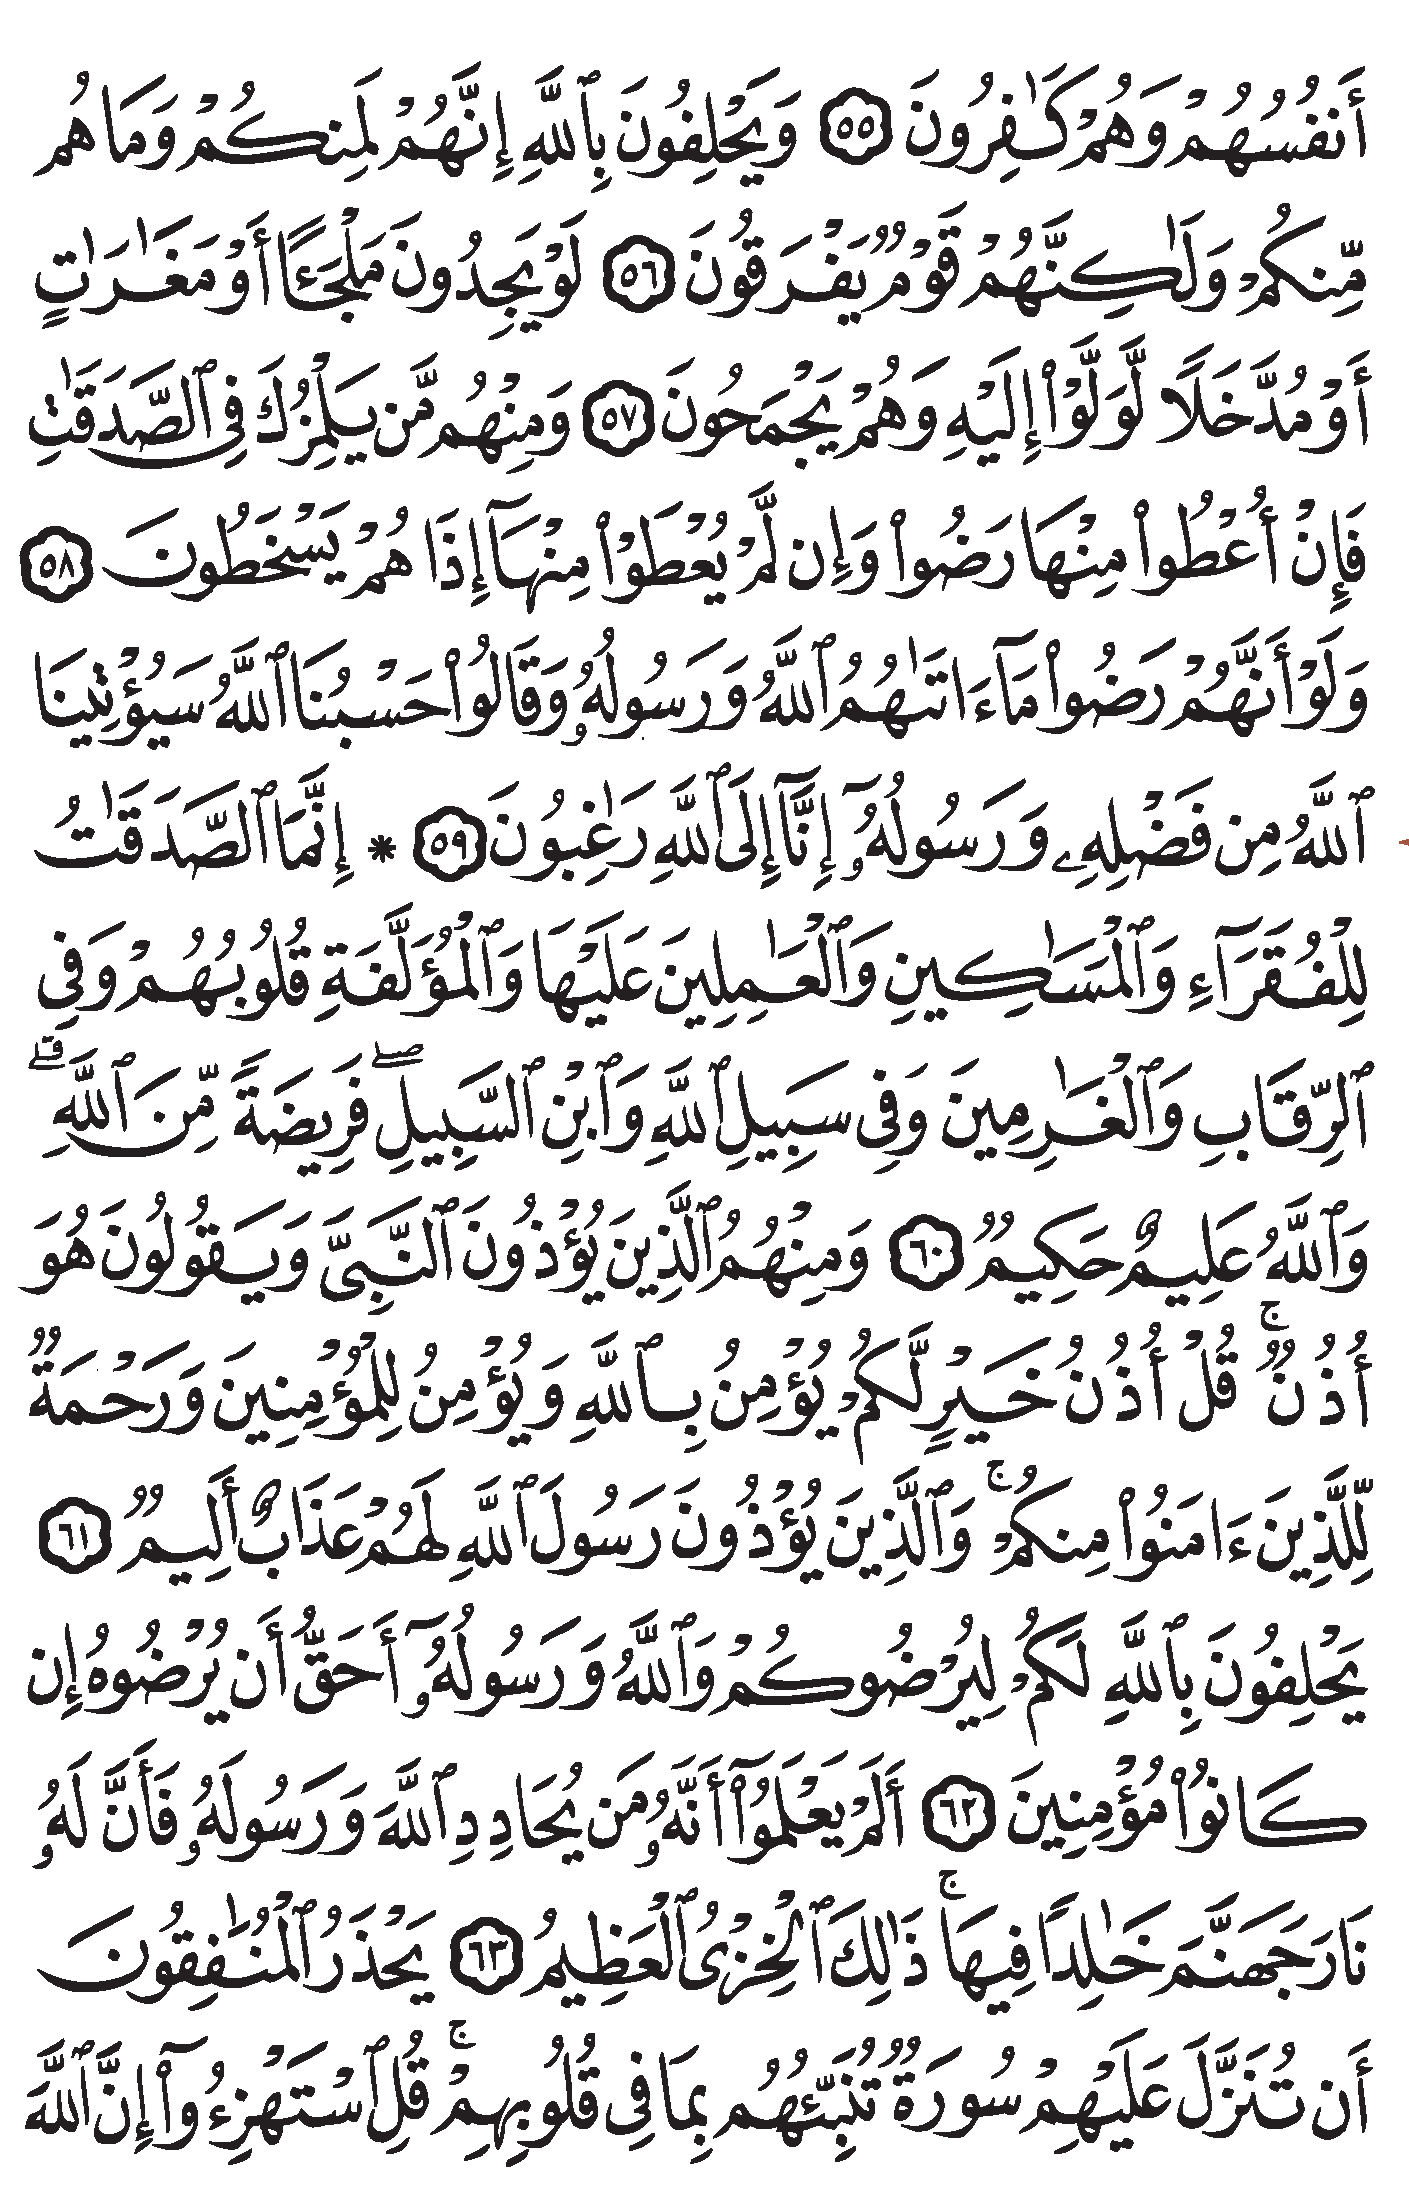 أَنفُسُهُمْ وَهُمْ كَـٰفِرُونَ ٥٥ وَيَحْلِفُونَ بِٱللَّهِ إِنَّهُمْ لَمِنكُمْ وَمَا هُم
مِّنكُمْ وَلَـٰكِنَّهُمْ قَوْمٌ يَفْرَقُونَ ٥٦ لَوْ يَجِدُونَ مَلْجَـًٔا أَوْ مَغَـٰرَٰتٍ
أَوْ مُدَّخَلًا لَّوَلَّوْا۟ إِلَيْهِ وَهُمْ يَجْمَحُونَ ٥٧ وَمِنْهُم مَّن يَلْمِزُكَ فِى ٱلصَّدَقَـٰتِ
فَإِنْ أُعْطُوا۟ مِنْهَا رَضُوا۟ وَإِن لَّمْ يُعْطَوْا۟ مِنْهَآ إِذَا هُمْ يَسْخَطُونَ ٥٨
وَلَوْ أَنَّهُمْ رَضُوا۟ مَآ ءَاتَىٰهُمُ ٱللَّهُ وَرَسُولُهُۥ وَقَالُوا۟ حَسْبُنَا ٱللَّهُ سَيُؤْتِينَا
ٱللَّهُ مِن فَضْلِهِۦ وَرَسُولُهُۥٓ إِنَّآ إِلَى ٱللَّهِ رَٰغِبُونَ ٥٩ * إِنَّمَا ٱلصَّدَقَـٰتُ
لِلْفُقَرَآءِ وَٱلْمَسَـٰكِينِ وَٱلْعَـٰمِلِينَ عَلَيْهَا وَٱلْمُؤَلَّفَةِ قُلُوبُهُمْ وَفِى
ٱلرِّقَابِ وَٱلْغَـٰرِمِينَ وَفِى سَبِيلِ ٱللَّهِ وَٱبْنِ ٱلسَّبِيلِ ۖ فَرِيضَةً مِّنَ ٱللَّهِ ۗ
وَٱللَّهُ عَلِيمٌ حَكِيمٌ ٦٠ وَمِنْهُمُ ٱلَّذِينَ يُؤْذُونَ ٱلنَّبِىَّ وَيَقُولُونَ هُوَ
أُذُنٌ ۚ قُلْ أُذُنُ خَيْرٍ لَّكُمْ يُؤْمِنُ بِٱللَّهِ وَيُؤْمِنُ لِلْمُؤْمِنِينَ وَرَحْمَةٌ
لِّلَّذِينَ ءَامَنُوا۟ مِنكُمْ ۚ وَٱلَّذِينَ يُؤْذُونَ رَسُولَ ٱللَّهِ لَهُمْ عَذَابٌ أَلِيمٌ ٦١
يَحْلِفُونَ بِٱللَّهِ لَكُمْ لِيُرْضُوكُمْ وَٱللَّهُ وَرَسُولُهُۥٓ أَحَقُّ أَن يُرْضُوهُ إِن
كَانُوا۟ مُؤْمِنِينَ ٦٢ أَلَمْ يَعْلَمُوٓا۟ أَنَّهُۥ مَن يُحَادِدِ ٱللَّهَ وَرَسُولَهُۥ فَأَنَّ لَهُۥ
نَارَ جَهَنَّمَ خَـٰلِدًا فِيهَا ۚ ذَٰلِكَ ٱلْخِزْىُ ٱلْعَظِيمُ ٦٣ يَحْذَرُ ٱلْمُنَـٰفِقُونَ
أَن تُنَزَّلَ عَلَيْهِمْ سُورَةٌ تُنَبِّئُهُم بِمَا فِى قُلُوبِهِمْ ۚ قُلِ ٱسْتَهْزِءُوٓا۟ إِنَّ ٱللَّهَ